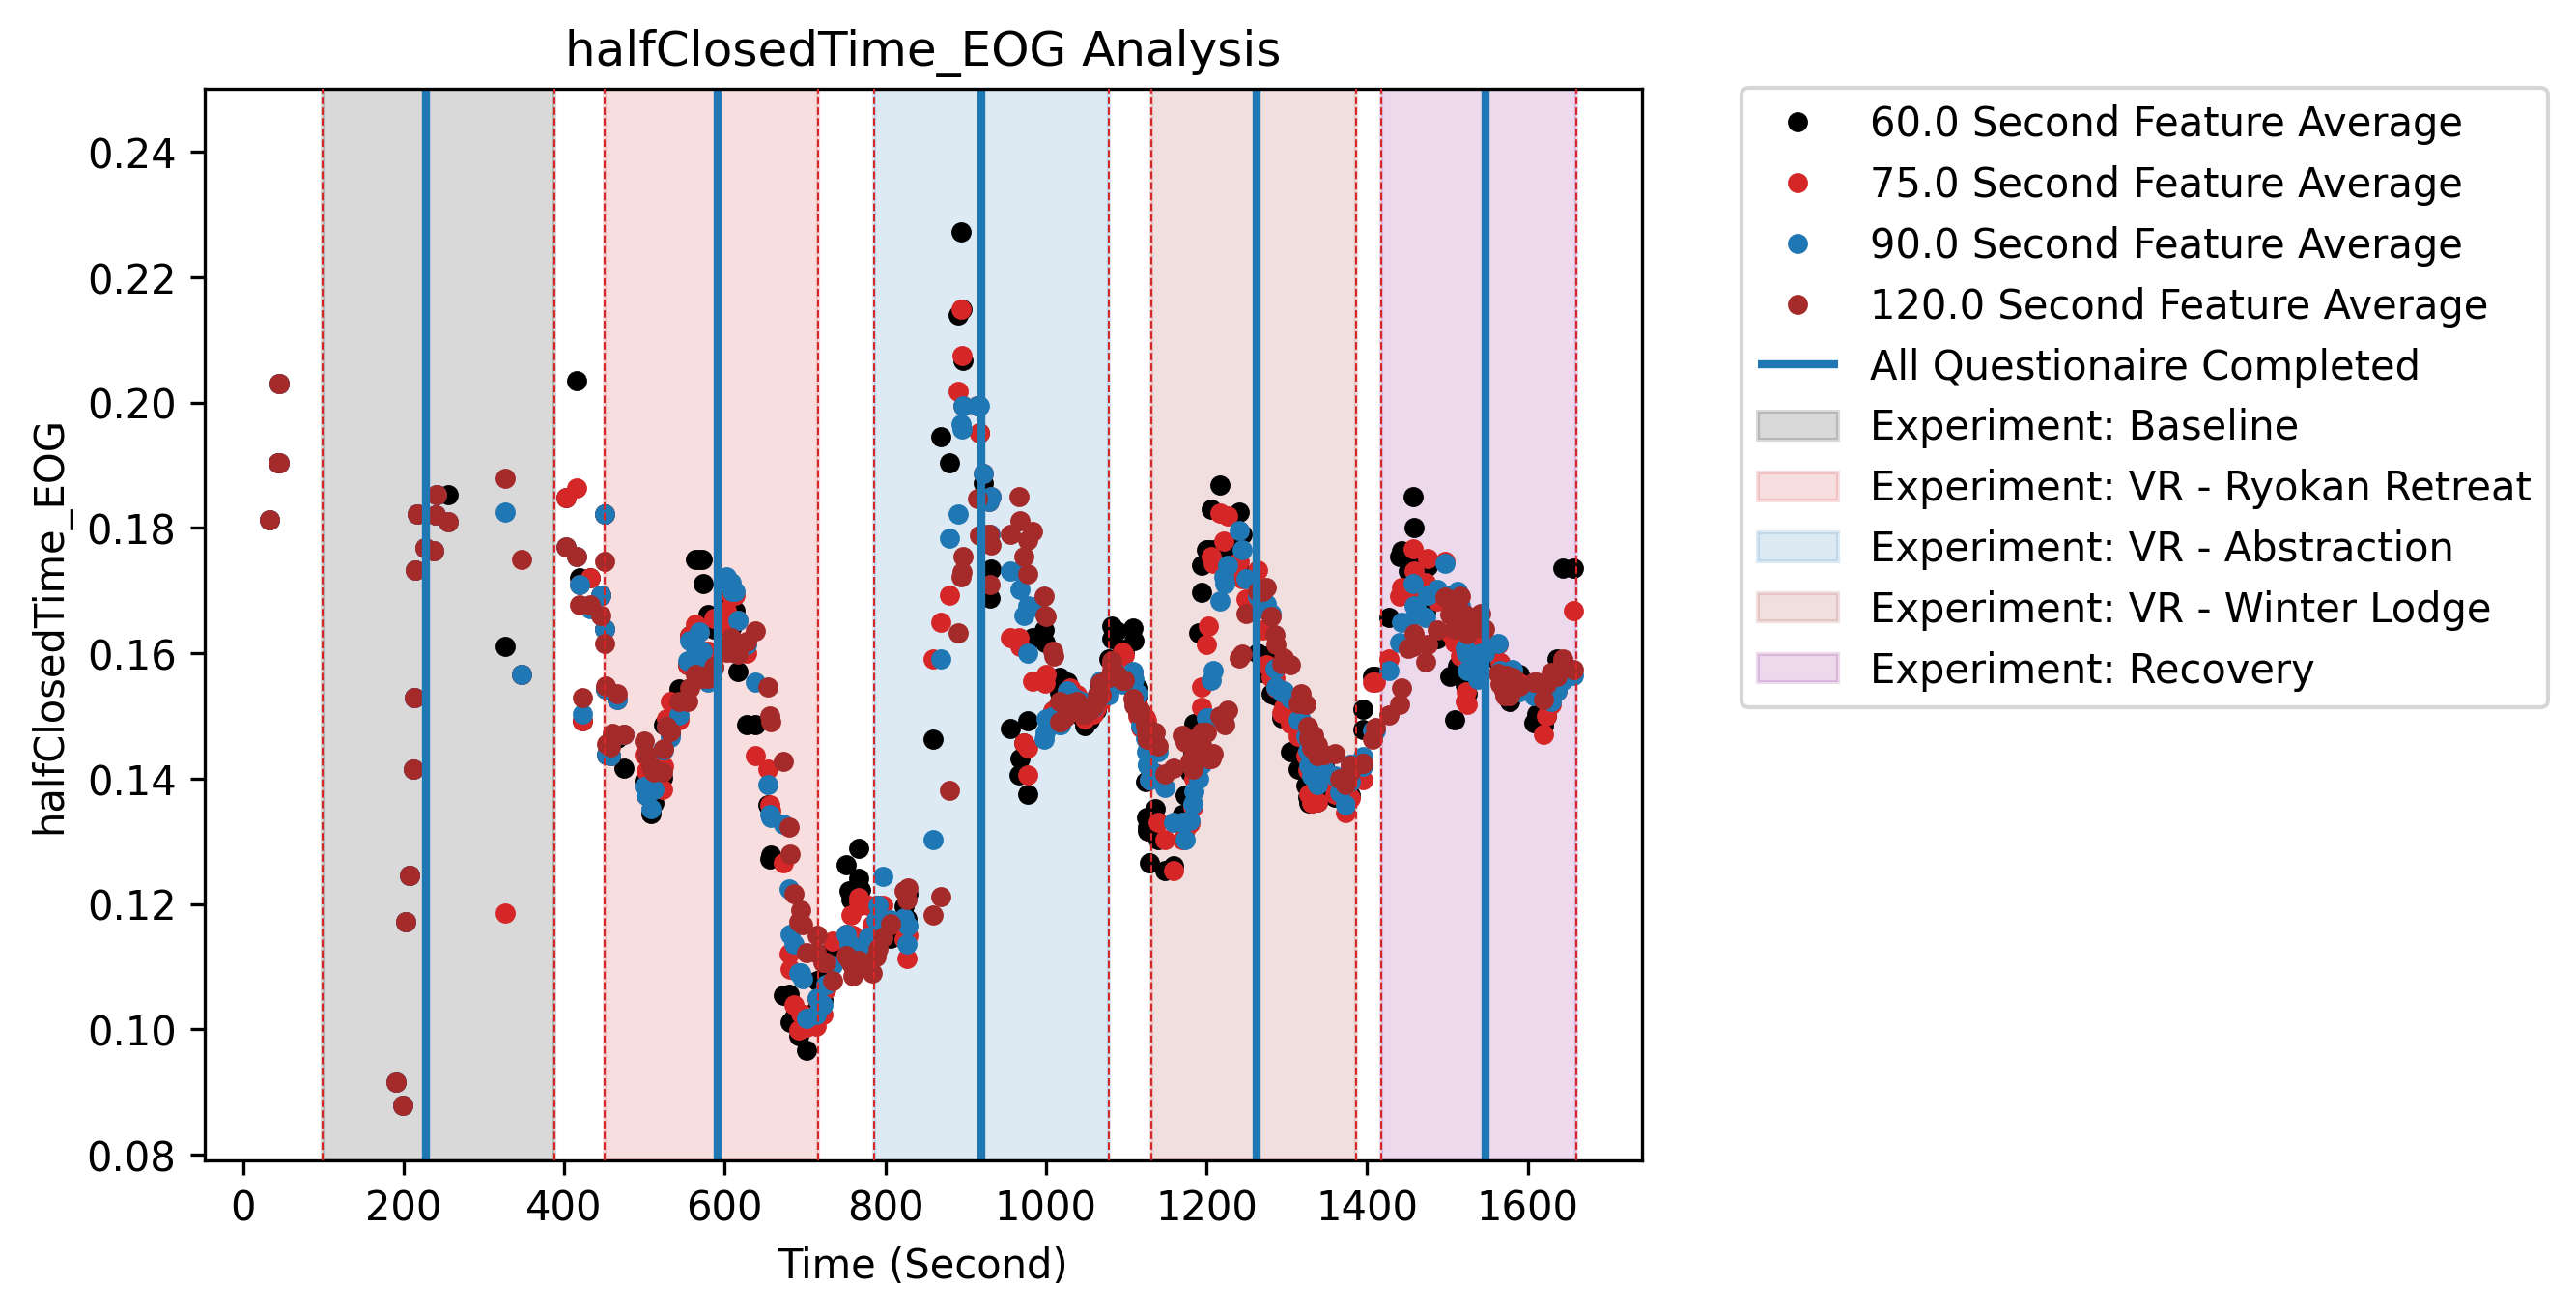 halfClosedTime_EOG Analysis
halfClosedTime_EOG
0.24
0.22
0.20
0.18
0.16
0.14
0.12
0.10
0.08
0 200 400 600 800 1000 1200 1400 1600
Time (Second)
60.0 Second Feature Average
75.0 Second Feature Average
90.0 Second Feature Average
120.0 Second Feature Average
All Questionaire Completed
Experiment: Baseline
Experiment: VR - Ryokan Retreat
Experiment: VR - Abstraction
Experiment: VR - Winter Lodge
Experiment: Recovery